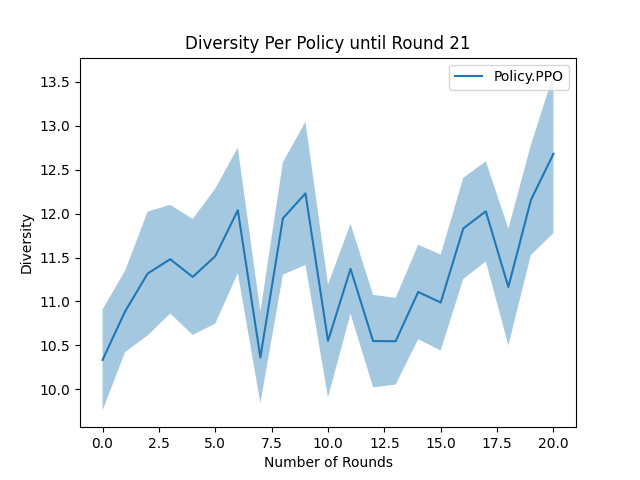 Diversity Per Policy until Round 21
Policy.PPO
Diversity
13.5
13.0
12.5
12.0
11.5
11.0
10.5
10.0
0.0 2.5 5.0 7.5 10.0 12.5 15.0 17.5 20.0
Number of Rounds